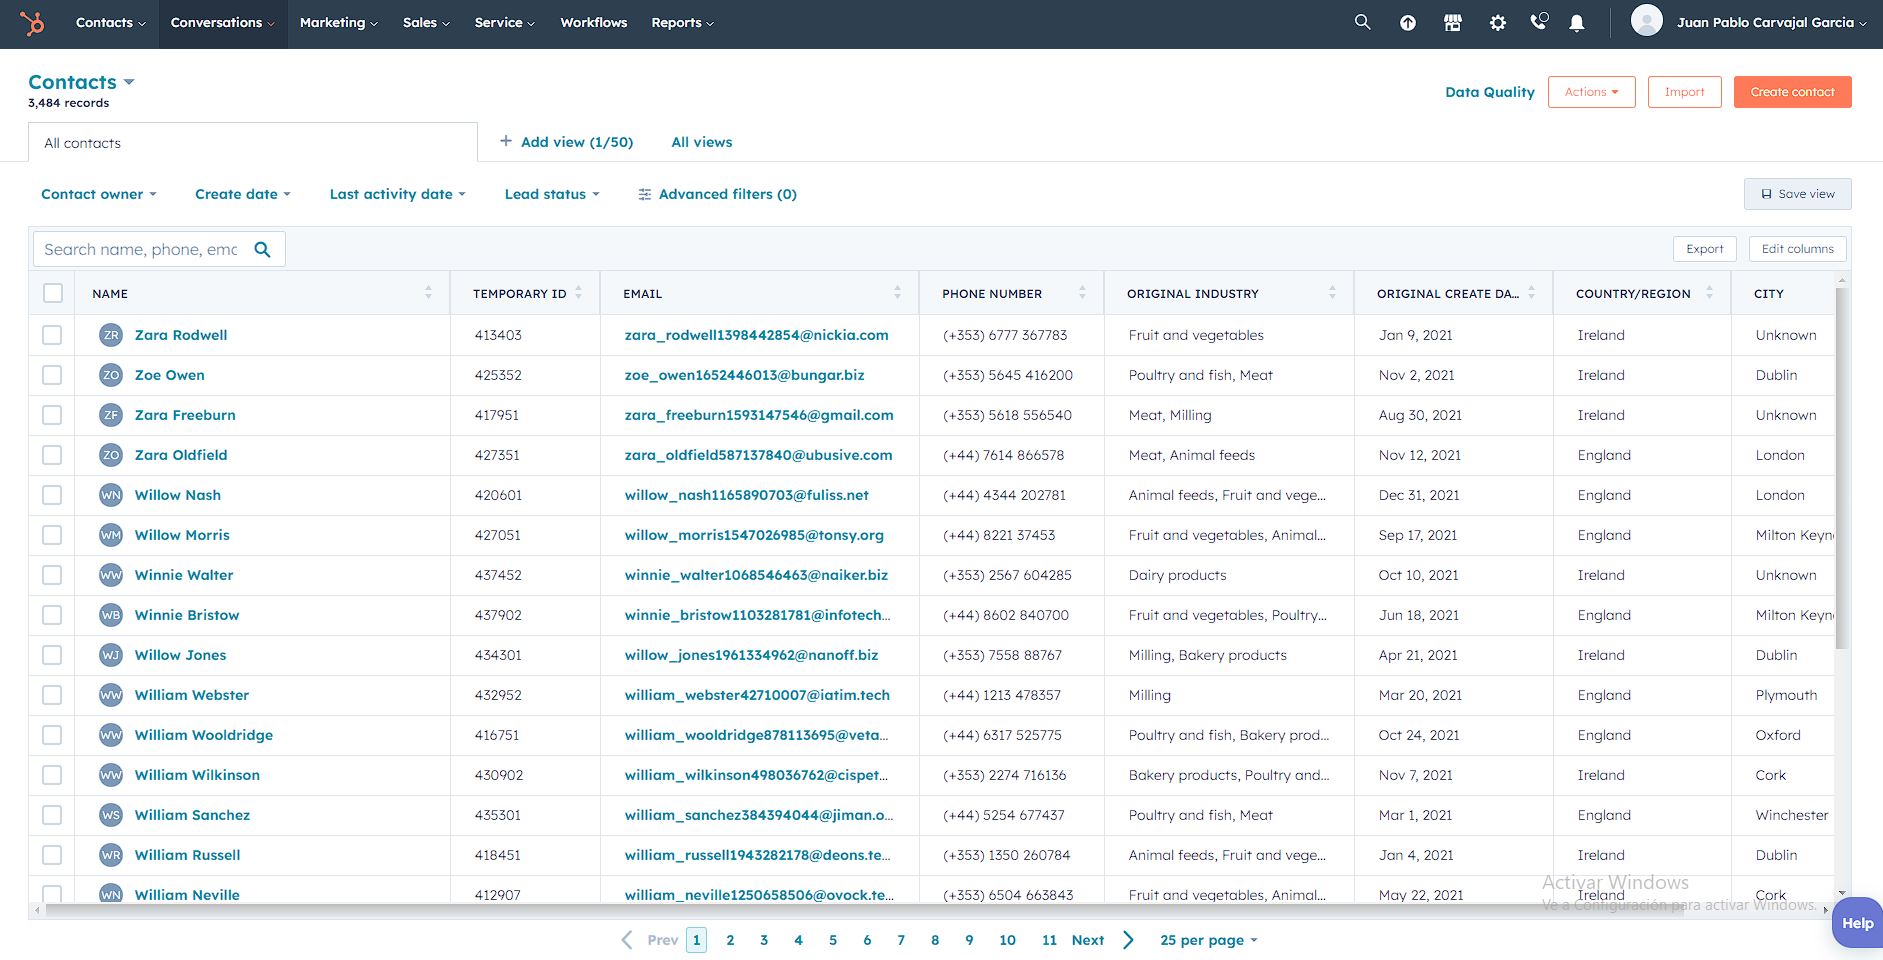 Contacts Conversations Marketing Sales Service Workflows Reports Juan Pablo Carvajal Garcia
Contacts
3,484 records
Data Quality Actions Import Create contact
All contacts + Add view (1/50) All views
Contact owner Create date Last activity date Lead status Advanced filters (0) Save view
Search name, phone, ema Export Edit columns
NAME TEMPORARY ID EMAIL PHONE NUMBER ORIGINAL INDUSTRY ORIGINAL CREATE DA... COUNTRY/REGION CITY
ZR Zara Rodwell 413403 zara_rodwell1398442854@nickia.com (+353) 6777 367783 Fruit and vegetables Jan 9, 2021 Ireland Unknown
ZO Zoe Owen 425352 zoe_owen1652446013@bungar.biz (+353) 5645 416200 Poultry and fish, Meat Nov 2, 2021 Ireland Dublin
ZF Zara Freeburn 417951 zara_freeburn1593147546@gmail.com (+353) 5618 556540 Meat, Milling Aug 30, 2021 Ireland Unknown
ZO Zara Oldfield 427351 zara_oldfield587137840@ubusive.com (+44) 7614 866578 Meat, Animal feeds Nov 12, 2021 England London
WN Willow Nash 420601 willow_nash1165890703@fuliss.net (+44) 4344 202781 Animal feeds, Fruit and vege... Dec 31, 2021 England London
WM Willow Morris 427051 willow_morris1547026985@tonsy.org (+44) 8221 37453 Fruit and vegetables, Animal... Sep 17, 2021 England Milton Keyn
WW Winnie Walter 437452 winnie_walter1068546463@naiker.biz (+353) 2567 604285 Dairy products Oct 10, 2021 Ireland Unknown
WB Winnie Bristow 437902 winnie_bristow1103281781@infotech... (+44) 8602 840700 Fruit and vegetables, Poultry... Jun 18, 2021 England Milton Keyn
WJ Willow Jones 434301 willow_jones1961334962@nanoff.biz (+353) 7558 88767 Milling, Bakery products Apr 21, 2021 Ireland Dublin
WW William Webster 432952 william_webster42710007@iatim.tech (+44) 1213 478357 Milling Mar 20, 2021 England Plymouth
WW William Wooldridge 416751 william_wooldridge878113695@veta... (+44) 6317 525775 Poultry and fish, Bakery prod... Oct 24, 2021 England Oxford
WW William Wilkinson 430902 william_wilkinson498036762@cispet... (+353) 2274 716136 Bakery products, Poultry and... Nov 7, 2021 Ireland Cork
WS William Sanchez 435301 william_sanchez384394044@jiman.o... (+44) 5254 677437 Poultry and fish, Meat Mar 1, 2021 England Winchester
WR William Russell 418451 william_russell1943282178@deons.te... (+353) 1350 260784 Animal feeds, Fruit and vege... Jan 4, 2021 Ireland Dublin
WN William Neville 412907 william_neville1250658506@ovock.te... (+353) 6504 663843 Fruit and vegetables, Animal... May 22, 2021 Ireland Cork
Activar Windows
Ve a Configuración para activar Windows.
Help
Prev 1 2 3 4 5 6 7 8 9 10 11 Next 25 per page